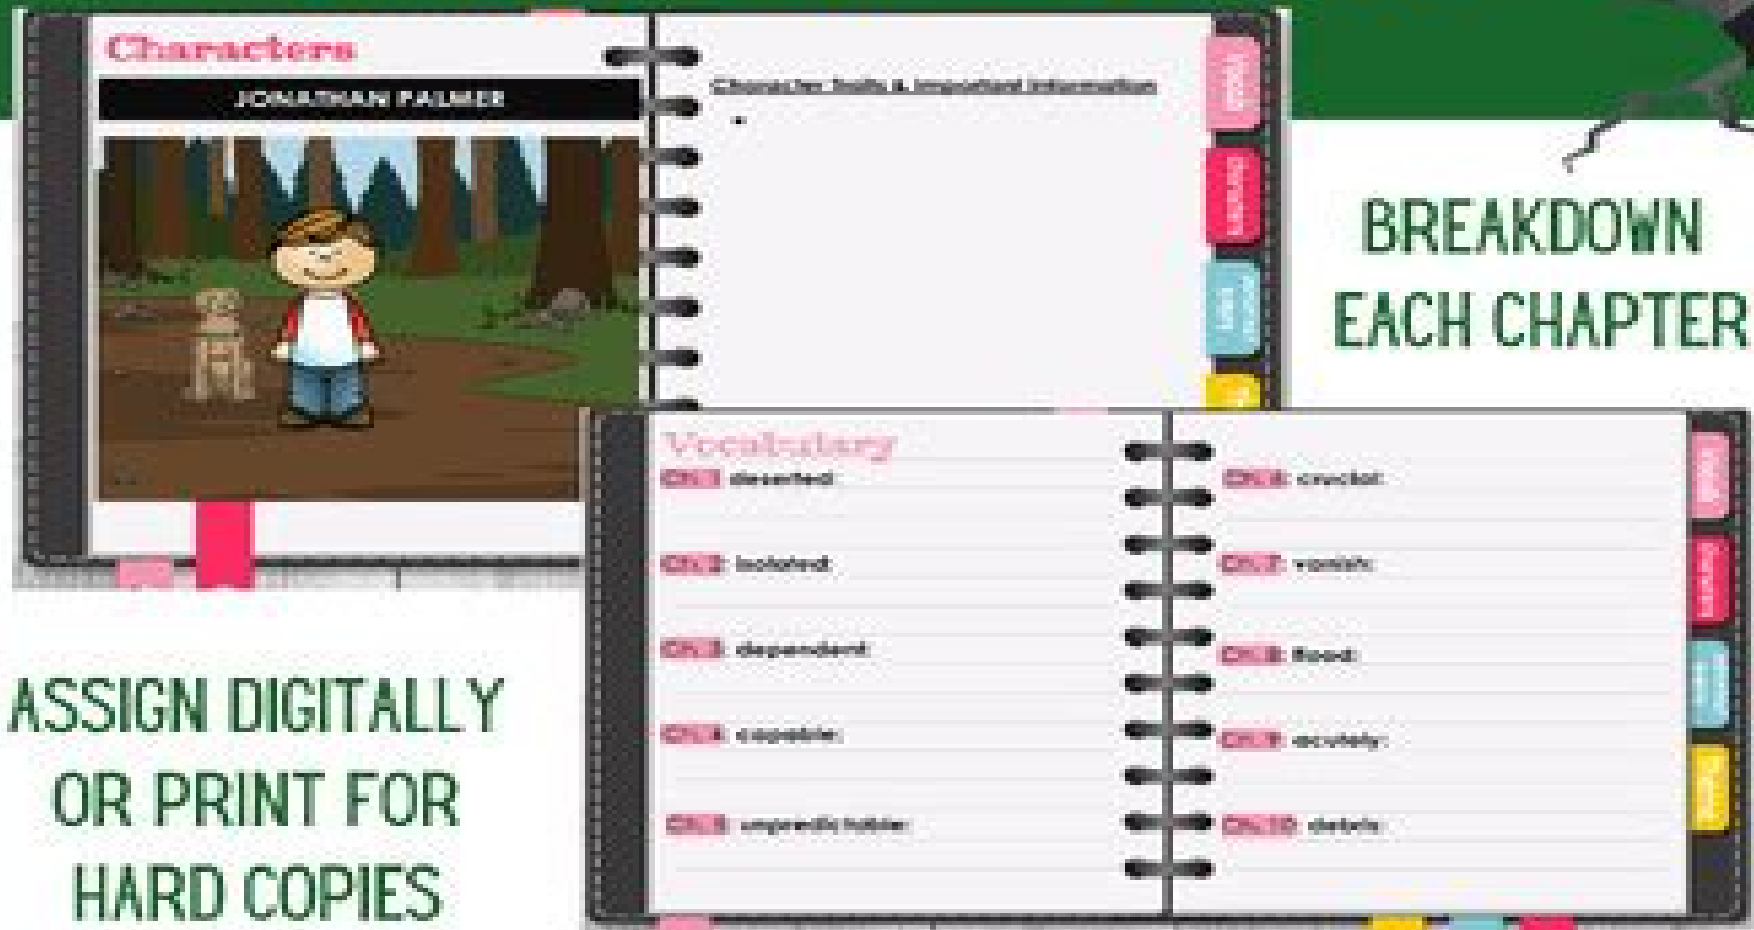 Characters
JONATHAN PALMER
Character Traits & Important Information
BREAKDOWN
EACH CHAPTER
Vocabulary
Ch. 1 deserted:
Ch. 2 isolated:
Ch. 3 dependent:
Ch. 4 capable:
Ch. 5 unpredictable:
Ch. 6 crucial:
Ch. 7 vanish:
Ch. 8 flood:
Ch. 9 acutely:
Ch. 10 debris:
ASSIGN DIGITALLY
OR PRINT FOR
HARD COPIES